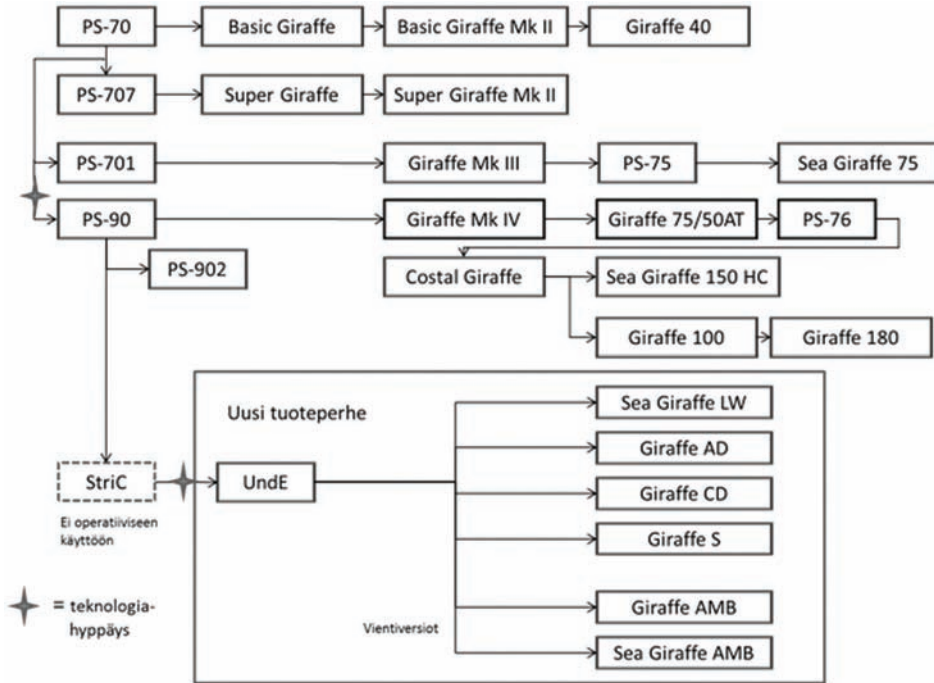 PS-70
Basic Giraffe
Basic Giraffe Mk II
Giraffe 40
PS-707
Super Giraffe
Super Giraffe Mk II
PS-701
Giraffe Mk III
PS-75
Sea Giraffe 75
PS-90
Giraffe Mk IV
Giraffe 75/50AT
PS-76
PS-902
Costal Giraffe
Sea Giraffe 150 HC
Giraffe 100
Giraffe 180
Uusi tuoteperhe
Sea Giraffe LW
Giraffe AD
StriC
UndE
Giraffe CD
Ei operatiiviseen
käyttöön
Giraffe S
= teknologia-
hyppäys
Giraffe AMB
Vientiversiot
Sea Giraffe AMB